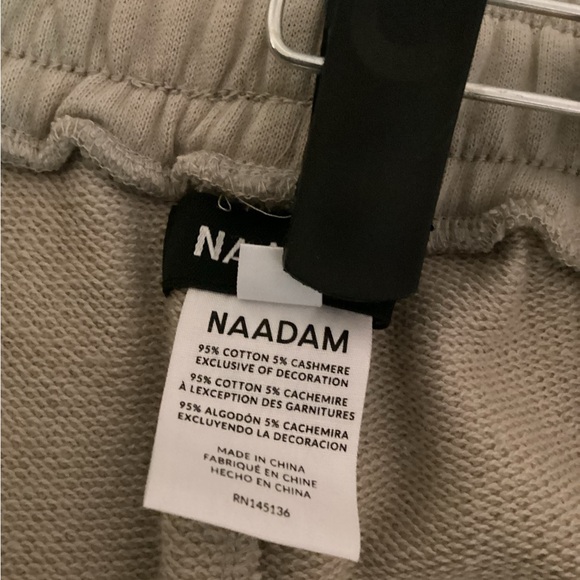 NAADAM
95% COTTON 5% CASHMERE
EXCLUSIVE OF DECORATION
95% COTTON 5% CACHEMIRE
À L'EXCEPTION DES GARNITURES
95% ALGODÓN 5% CACHEMIRA
EXCLUYENDO LA DECORACION
MADE IN CHINA
FABRIQUÉ EN CHINE
HECHO EN CHINA
RN145136